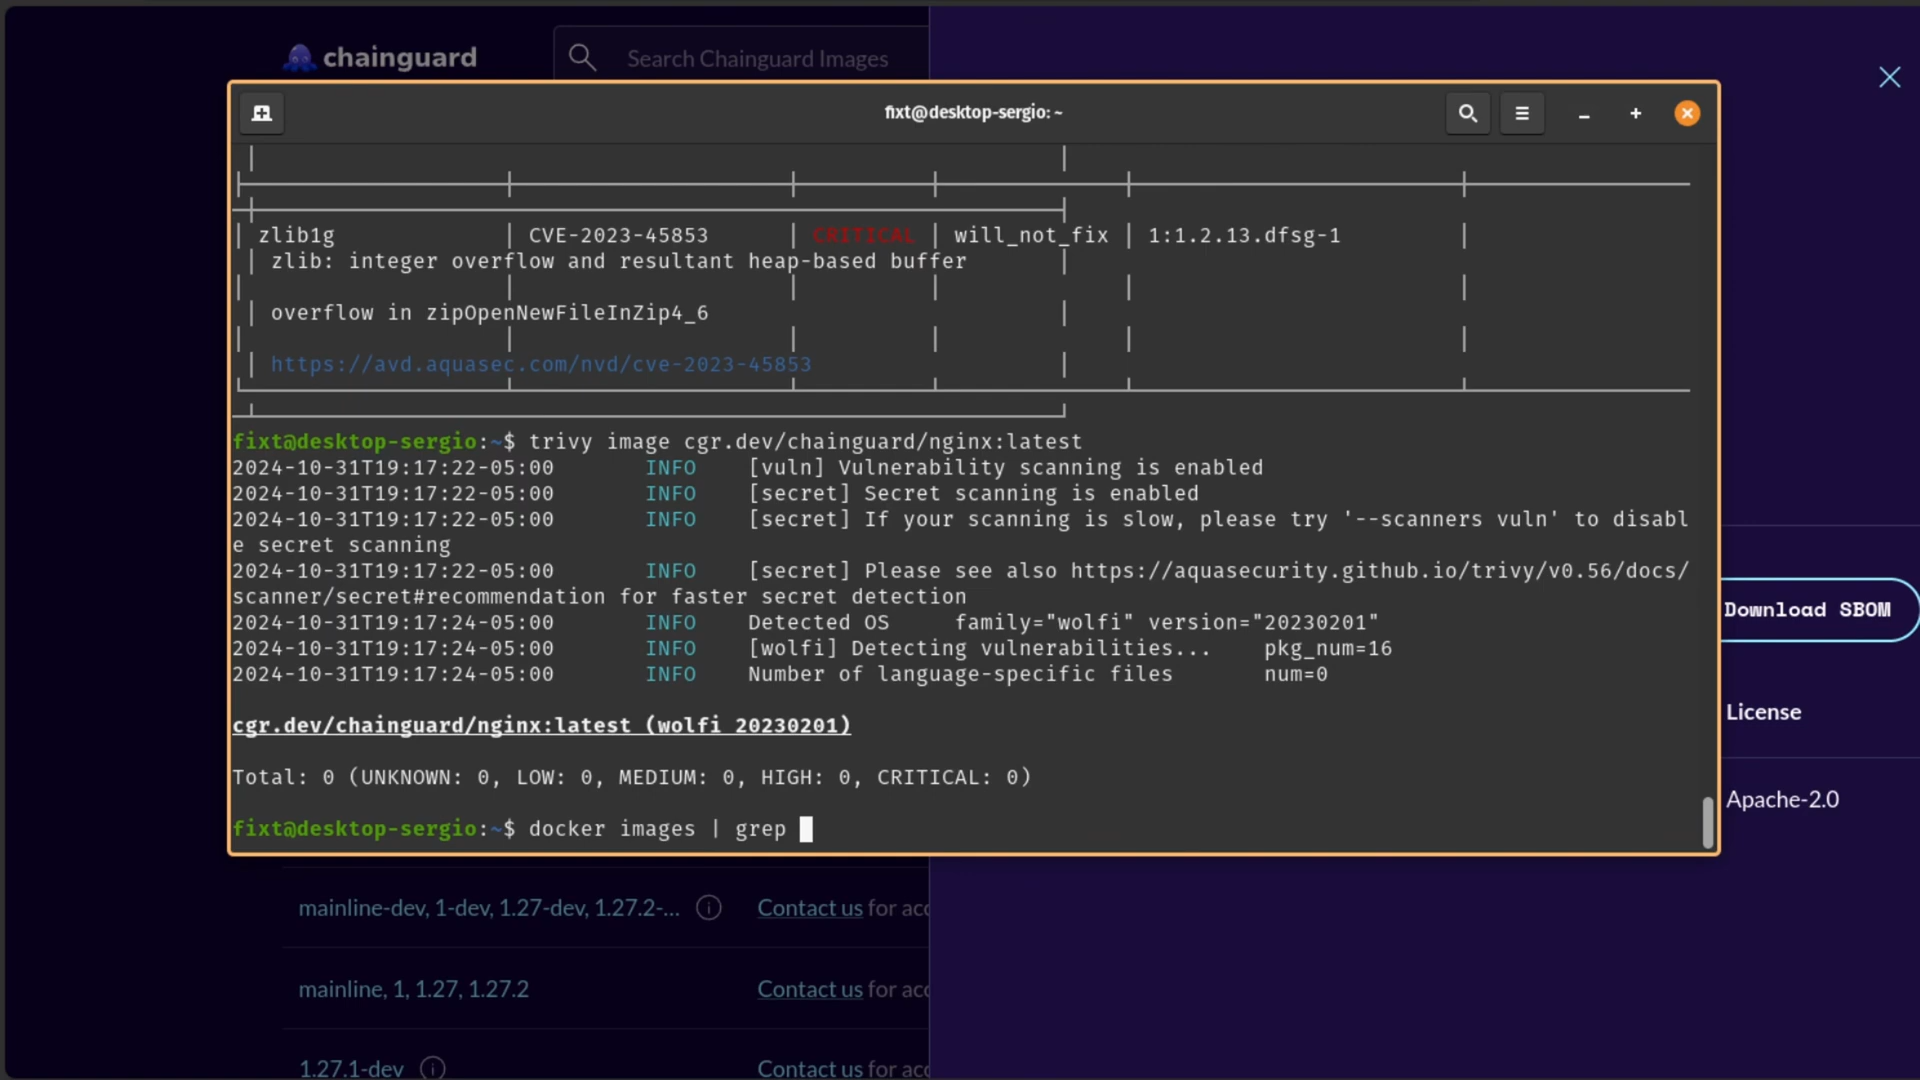 chainguard
Search Chainguard Images
fixt@desktop-sergio: ~
zlib1g | CVE-2023-45853 | CRITICAL | will_not_fix | 1:1.2.13.dfsg-1 |
| zlib: integer overflow and resultant heap-based buffer |
| overflow in zipOpenNewFileInZip4_6 |
| https://avd.aquasec.com/nvd/cve-2023-45853 |
fixt@desktop-sergio:~$ trivy image cgr.dev/chainguard/nginx:latest
2024-10-31T19:17:22-05:00 INFO [vuln] Vulnerability scanning is enabled
2024-10-31T19:17:22-05:00 INFO [secret] Secret scanning is enabled
2024-10-31T19:17:22-05:00 INFO [secret] If your scanning is slow, please try '--scanners vuln' to disabl
e secret scanning
2024-10-31T19:17:22-05:00 INFO [secret] Please see also https://aquasecurity.github.io/trivy/v0.56/docs/
scanner/secret#recommendation for faster secret detection
2024-10-31T19:17:24-05:00 INFO Detected OS family="wolfi" version="20230201"
2024-10-31T19:17:24-05:00 INFO [wolfi] Detecting vulnerabilities... pkg_num=16
2024-10-31T19:17:24-05:00 INFO Number of language-specific files num=0
cgr.dev/chainguard/nginx:latest (wolfi 20230201)
Total: 0 (UNKNOWN: 0, LOW: 0, MEDIUM: 0, HIGH: 0, CRITICAL: 0)
fixt@desktop-sergio:~$ docker images | grep
Download SBOM
License
Apache-2.0
mainline-dev, 1-dev, 1.27-dev, 1.27.2-... Contact us for acc
mainline, 1, 1.27, 1.27.2 Contact us for acc
1.27.1-dev Contact us for acc